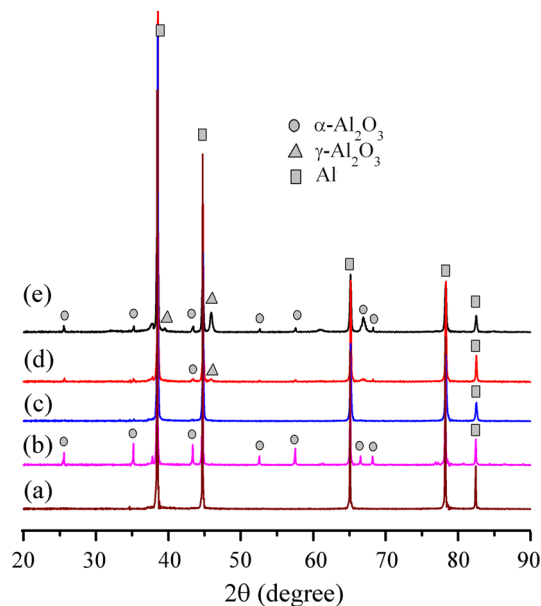 α-Al₂O₃
γ-Al₂O₃
Al
(e)
(d)
(c)
(b)
(a)
20 30 40 50 60 70 80 90
2θ (degree)